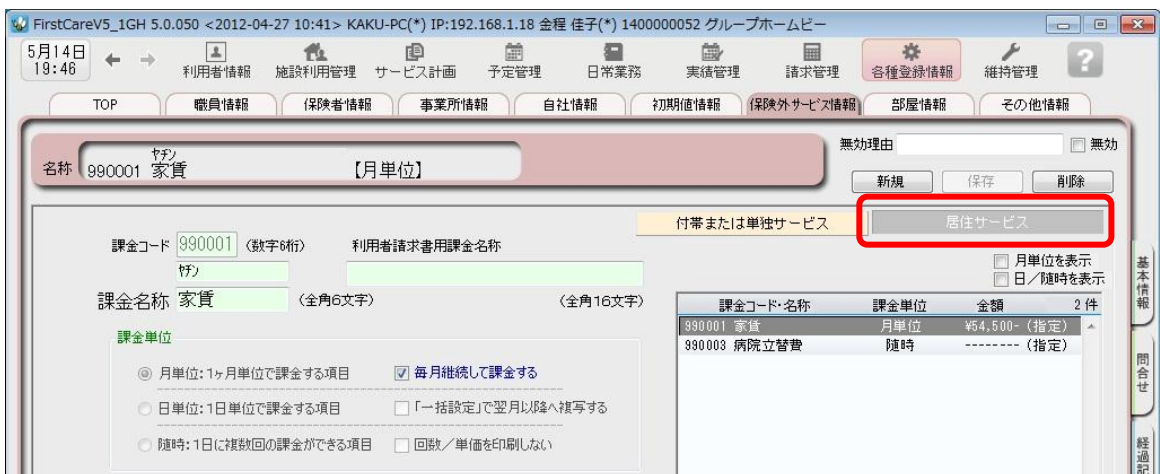 FirstCareV5_1GH 5.0.050 <2012-04-27 10:41> KAKU-PC(*) IP:192.168.1.18 金程 佳子(*) 1400000052 グループホームビー
5月14日
19:46
利用者情報 施設利用管理 サービス計画 予定管理 日常業務 実績管理 請求管理 各種登録情報 維持管理 ?
TOP 職員情報 保険者情報 事業所情報 自社情報 初期値情報 保険外サービス情報 部屋情報 その他情報
無効理由 無効
ヤチン
名称 990001 家賃 【月単位】
新規 保存 削除
付帯または単独サービス 居住サービス
課金コード 990001 (数字6桁) 利用者請求書用課金名称
月単位を表示
ヤチン
日/随時を表示
課金名称 家賃 (全角6文字) (全角16文字)
課金コード・名称 課金単位 金額 2件
990001 家賃 月単位 ¥54,500- (指定)
990003 病院立替費 随時 -------- (指定)
課金単位
月単位:1ヶ月単位で課金する項目 毎月継続して課金する
日単位:1日単位で課金する項目 「一括設定」で翌月以降へ複写する
随時:1日に複数回の課金ができる項目 回数/単価を印刷しない
基本情報
問合せ
経過記